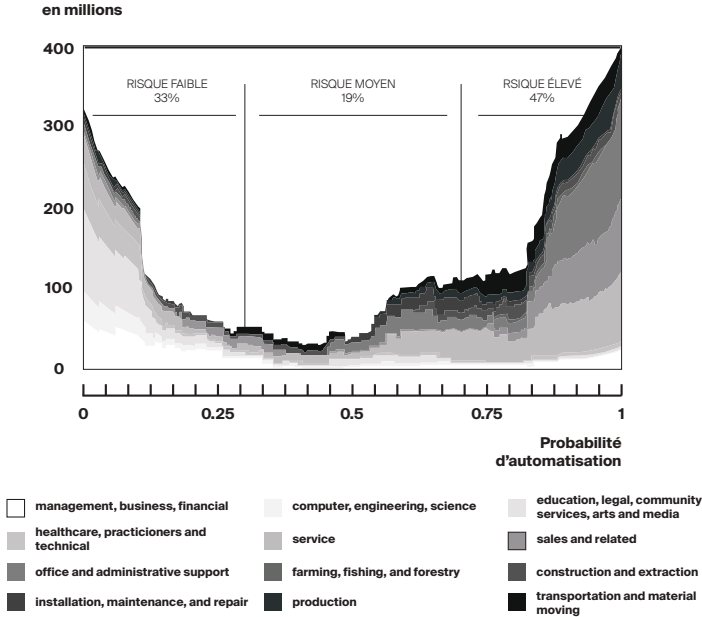 en millions
400
300
200
100
0
RISQUE FAIBLE
33%
RISQUE MOYEN
19%
RSIQUE ÉLEVÉ
47%
0
0.25
0.5
0.75
1
Probabilité
d'automatisation
management, business, financial
computer, engineering, science
education, legal, community
services, arts and media
healthcare, practicioners and
technical
service
sales and related
office and administrative support
farming, fishing, and forestry
construction and extraction
installation, maintenance, and repair
production
transportation and material
moving